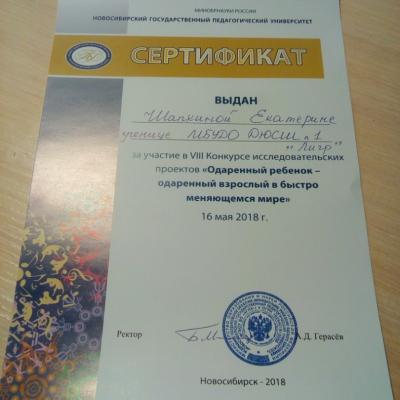 МИНОБРНАУКИ РОССИИ
НОВОСИБИРСКИЙ ГОСУДАРСТВЕННЫЙ ПЕДАГОГИЧЕСКИЙ УНИВЕРСИТЕТ
СЕРТИФИКАТ
ВЫДАН
Шапкиной Екатерине
ученице МБУДО ДЮСШ №1
"Лигр"
за участие в VIII Конкурсе исследовательских
проектов «Одаренный ребенок –
одаренный взрослый в быстро
меняющемся мире»
16 мая 2018 г.
Ректор
А.Д. Герасёв
Новосибирск - 2018